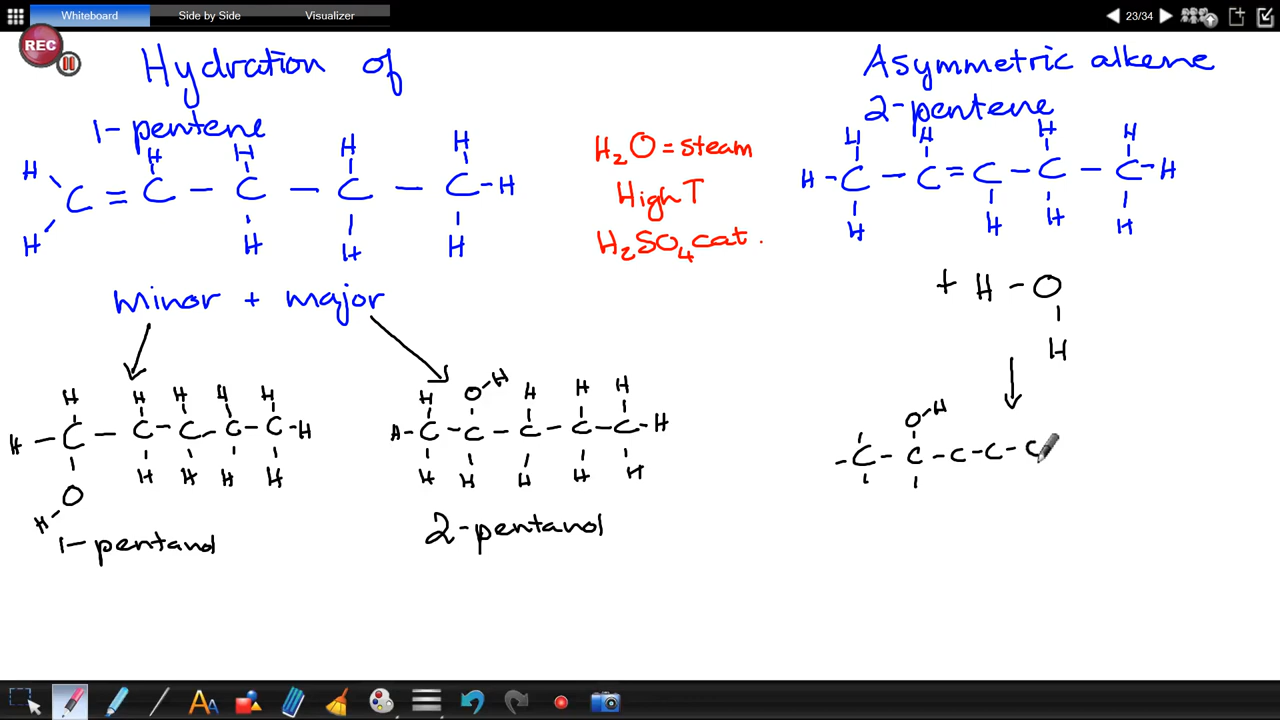 Whiteboard Side by Side Visualizer 23/34
REC
Hydration of
1-pentene
H H H H H
C = C - C - C - C - H
H H H H
minor + major
H H H H H
H - C - C - C - C - C - H
O H H H H
H
1-pentanol
H O-H H H H
H - C - C - C - C - C - H
H H H H H
2-pentanol
H2O = steam
High T
H2SO4 cat.
Asymmetric alkene
2-pentene
H H H H
H - C - C = C - C - C - H
H H H H
+ H - O
H
O-H
- C - C - C - C - C